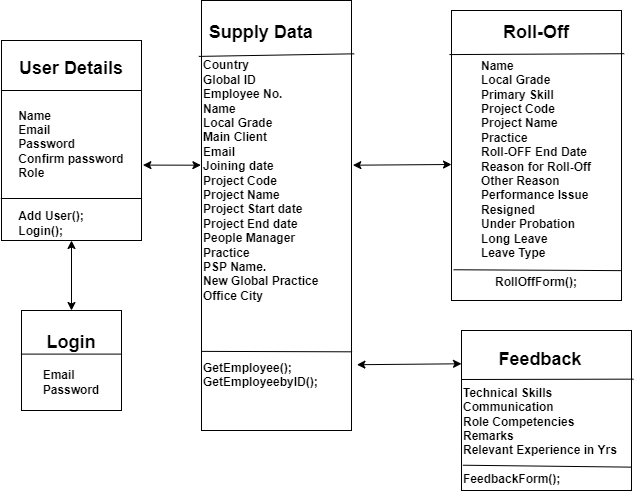 User Details
Name
Email
Password
Confirm password
Role
Add User();
Login();
Login
Email
Password
Supply Data
Country
Global ID
Employee No.
Name
Local Grade
Main Client
Email
Joining date
Project Code
Project Name
Project Start date
Project End date
People Manager
Practice
PSP Name.
New Global Practice
Office City
GetEmployee();
GetEmployeebyID();
Roll-Off
Name
Local Grade
Primary Skill
Project Code
Project Name
Practice
Roll-OFF End Date
Reason for Roll-Off
Other Reason
Performance Issue
Resigned
Under Probation
Long Leave
Leave Type
RollOffForm();
Feedback
Technical Skills
Communication
Role Competencies
Remarks
Relevant Experience in Yrs
FeedbackForm();